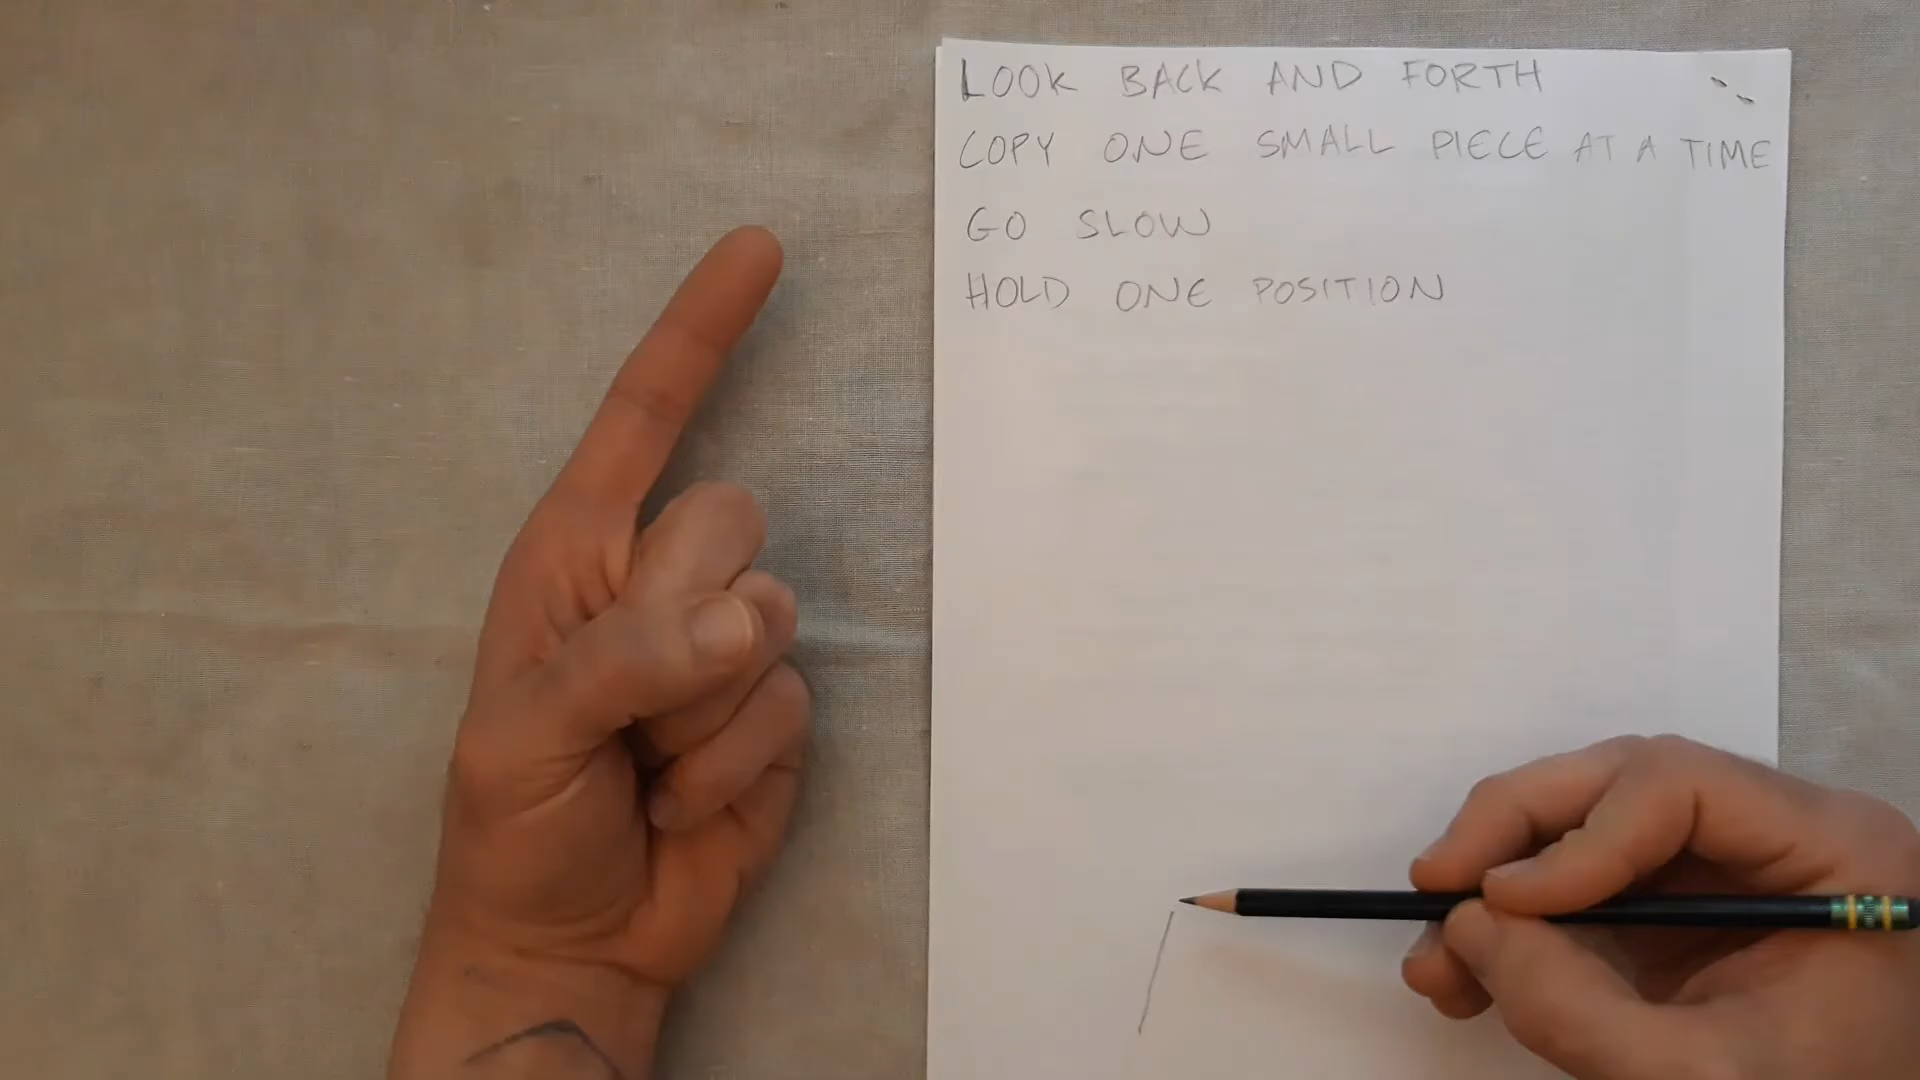 LOOK BACK AND FORTH
COPY ONE SMALL PIECE AT A TIME
GO SLOW
HOLD ONE POSITION